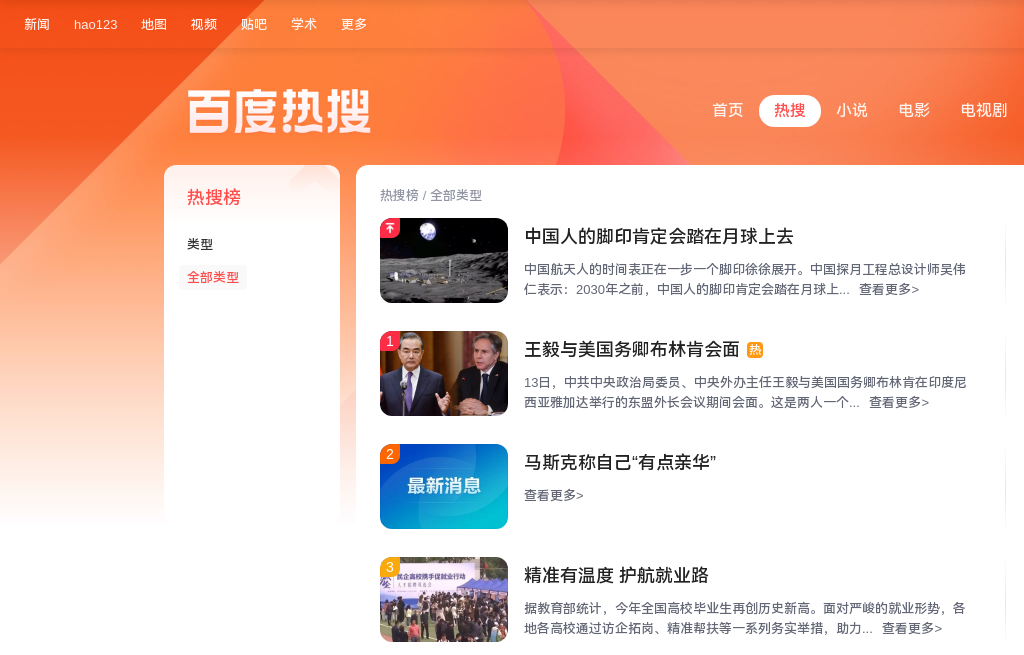 新闻 hao123 地图 视频 贴吧 学术 更多
百度热搜
首页 热搜 小说 电影 电视剧
热搜榜
类型
全部类型
热搜榜 / 全部类型
中国人的脚印肯定会踏在月球上去
中国航天人的时间表正在一步一个脚印徐徐展开。中国探月工程总设计师吴伟
仁表示：2030年之前，中国人的脚印肯定会踏在月球上... 查看更多>
1
王毅与美国务卿布林肯会面 热
13日，中共中央政治局委员、中央外办主任王毅与美国国务卿布林肯在印度尼
西亚雅加达举行的东盟外长会议期间会面。这是两人一个... 查看更多>
2
最新消息
马斯克称自己“有点亲华”
查看更多>
3
民企高校携手促就业行动
精准有温度 护航就业路
据教育部统计，今年全国高校毕业生再创历史新高。面对严峻的就业形势，各
地各高校通过访企拓岗、精准帮扶等一系列务实举措，助力... 查看更多>